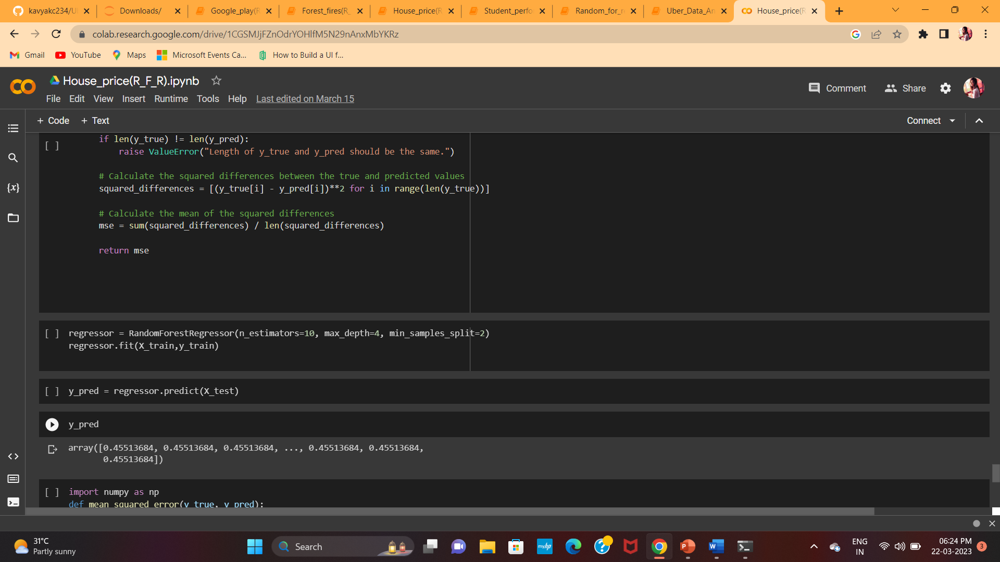 kavyakc234/U
Downloads/
Google_play(R
Forest_fires(R_
House_price(R
Student_perfo
Random_for_r
Uber_Data_An
House_price(R
colab.research.google.com/drive/1CGSMJjFZnOdrYOHlfM5N29nAnxMbYKRz
Gmail
YouTube
Maps
Microsoft Events Ca...
How to Build a UI f...
House_price(R_F_R).ipynb
Comment
Share
File Edit View Insert Runtime Tools Help Last edited on March 15
+ Code + Text
Connect
[ ]
if len(y_true) != len(y_pred):
raise ValueError("Length of y_true and y_pred should be the same.")
# Calculate the squared differences between the true and predicted values
squared_differences = [(y_true[i] - y_pred[i])**2 for i in range(len(y_true))]
# Calculate the mean of the squared differences
mse = sum(squared_differences) / len(squared_differences)
return mse
[ ] regressor = RandomForestRegressor(n_estimators=10, max_depth=4, min_samples_split=2)
regressor.fit(X_train,y_train)
[ ] y_pred = regressor.predict(X_test)
y_pred
array([0.45513684, 0.45513684, 0.45513684, ..., 0.45513684, 0.45513684,
0.45513684])
[ ] import numpy as np
def mean_squared_error(y_true, y_pred):
{x}
31°C
Partly sunny
Search
myhp
ENG
IN
06:24 PM
22-03-2023
3